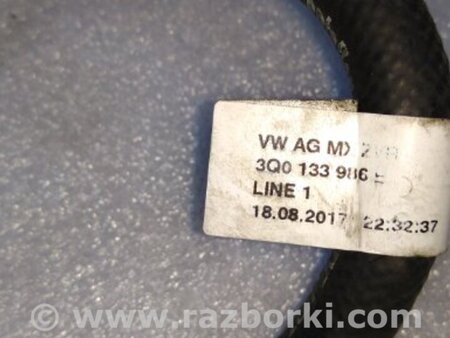 VW AG MX
3Q0 133 986
LINE 1
18.08.2017 22:32:37
www.razborki.com